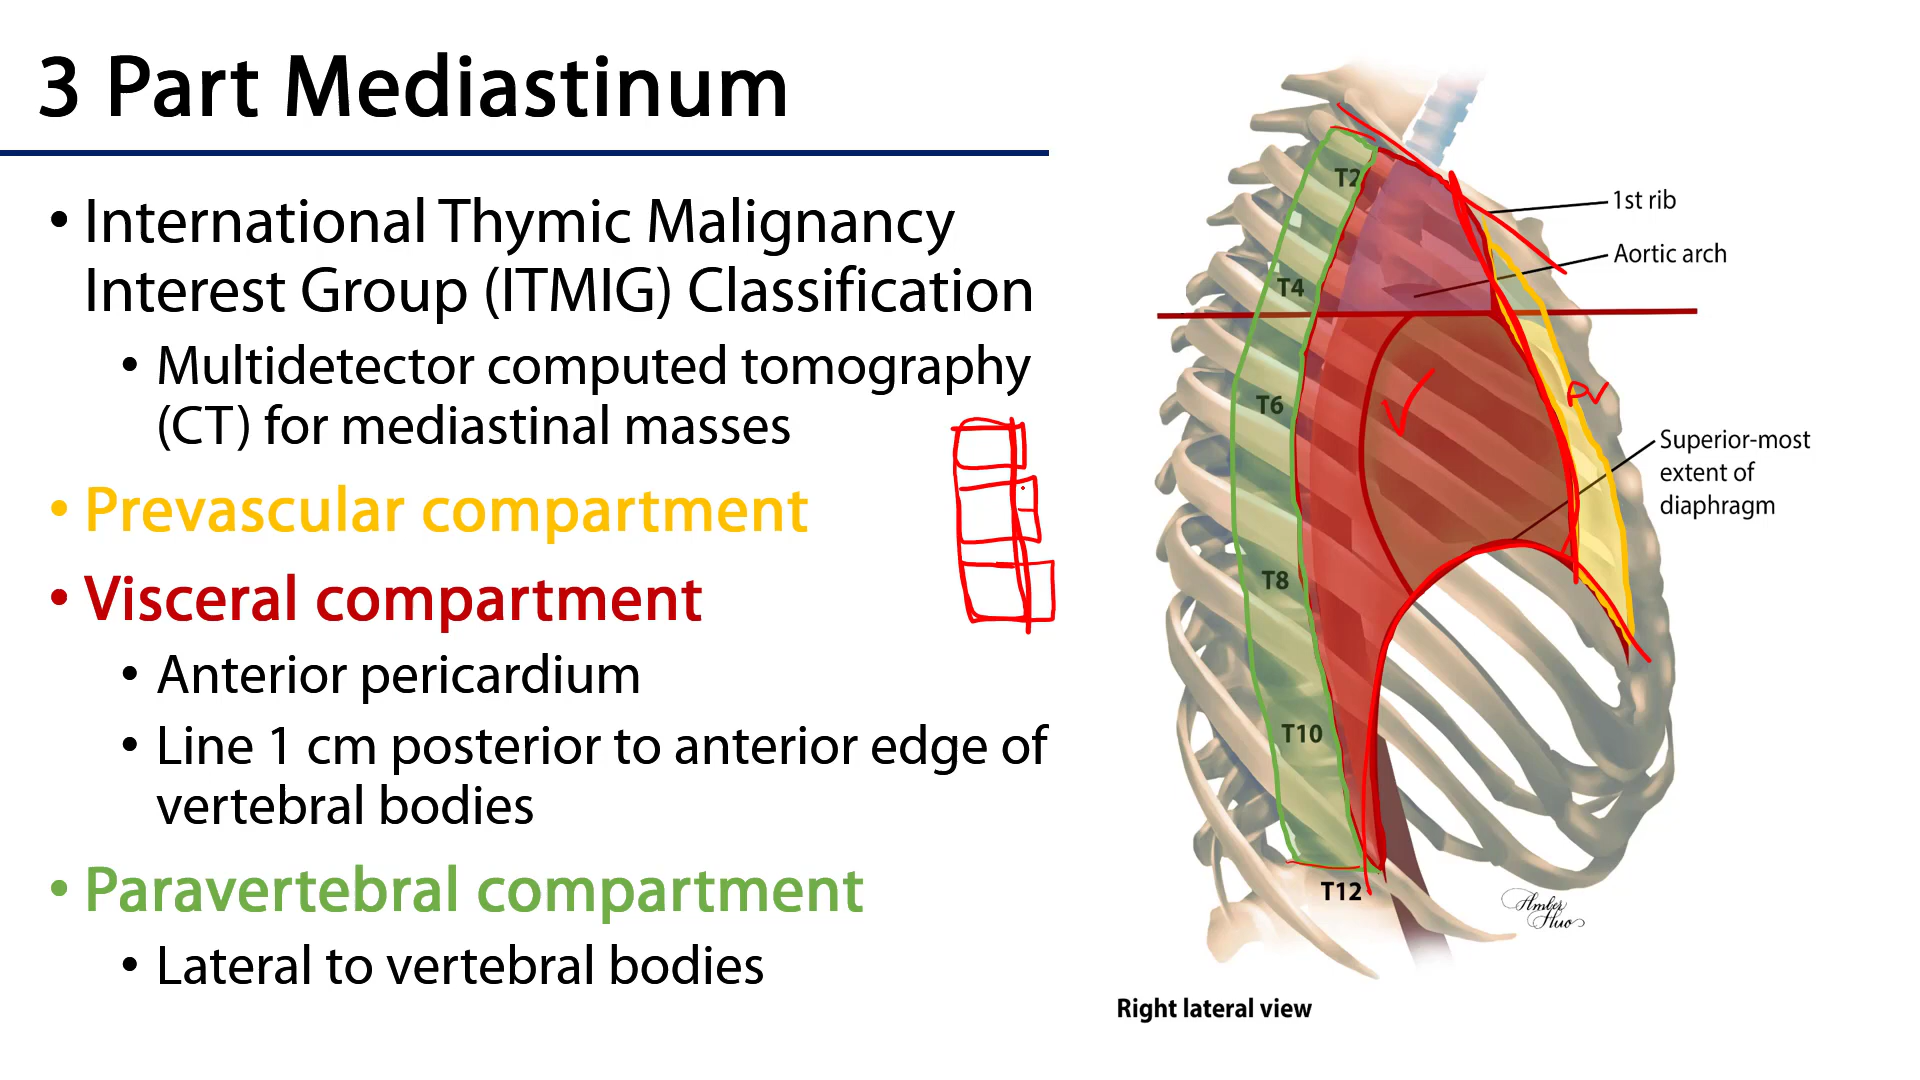 3 Part Mediastinum
• International Thymic Malignancy
Interest Group (ITMIG) Classification
• Multidetector computed tomography
(CT) for mediastinal masses
• Prevascular compartment
• Visceral compartment
• Anterior pericardium
• Line 1 cm posterior to anterior edge of
vertebral bodies
• Paravertebral compartment
• Lateral to vertebral bodies
T2
T4
T6
T8
T10
T12
1st rib
Aortic arch
V
PV
Superior-most
extent of
diaphragm
Amber
Huo
Right lateral view